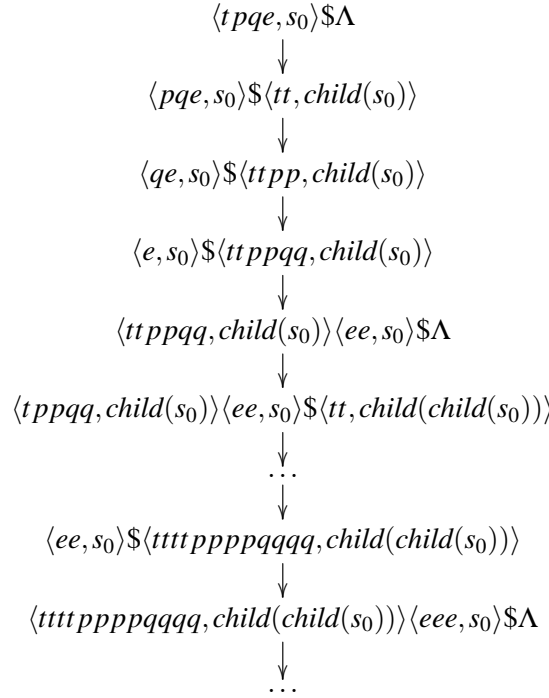 ⟨tpqe, s₀⟩$Λ
⟨pqe, s₀⟩$⟨tt, child(s₀)⟩
⟨qe, s₀⟩$⟨ttpp, child(s₀)⟩
⟨e, s₀⟩$⟨ttppqq, child(s₀)⟩
⟨ttppqq, child(s₀)⟩⟨ee, s₀⟩$Λ
⟨tppqq, child(s₀)⟩⟨ee, s₀⟩$⟨tt, child(child(s₀))⟩
...
⟨ee, s₀⟩$⟨ttttppppqqqq, child(child(s₀))⟩
⟨ttttppppqqqq, child(child(s₀))⟩⟨eee, s₀⟩$Λ
...